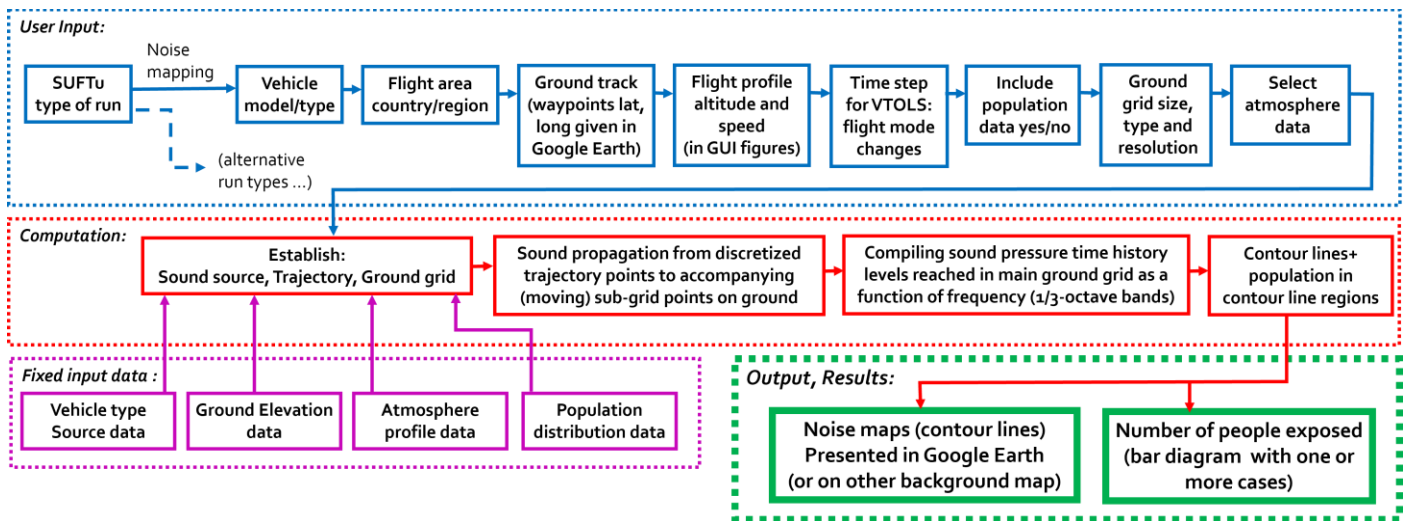 User Input:
Noise
mapping
SUFTu
type of run
Vehicle
model/type
Flight area
country/region
Ground track
(waypoints lat,
long given in
Google Earth)
Flight profile
altitude and
speed
(in GUI figures)
Time step
for VTOLS:
flight mode
changes
Include
population
data yes/no
Ground
grid size,
type and
resolution
Select
atmosphere
data
(alternative
run types ...)
Computation:
Establish:
Sound source, Trajectory, Ground grid
Sound propagation from discretized
trajectory points to accompanying
(moving) sub-grid points on ground
Compiling sound pressure time history
levels reached in main ground grid as a
function of frequency (1/3-octave bands)
Contour lines+
population in
contour line regions
Fixed input data :
Vehicle type
Source data
Ground Elevation
data
Atmosphere
profile data
Population
distribution data
Output, Results:
Noise maps (contour lines)
Presented in Google Earth
(or on other background map)
Number of people exposed
(bar diagram with one or
more cases)